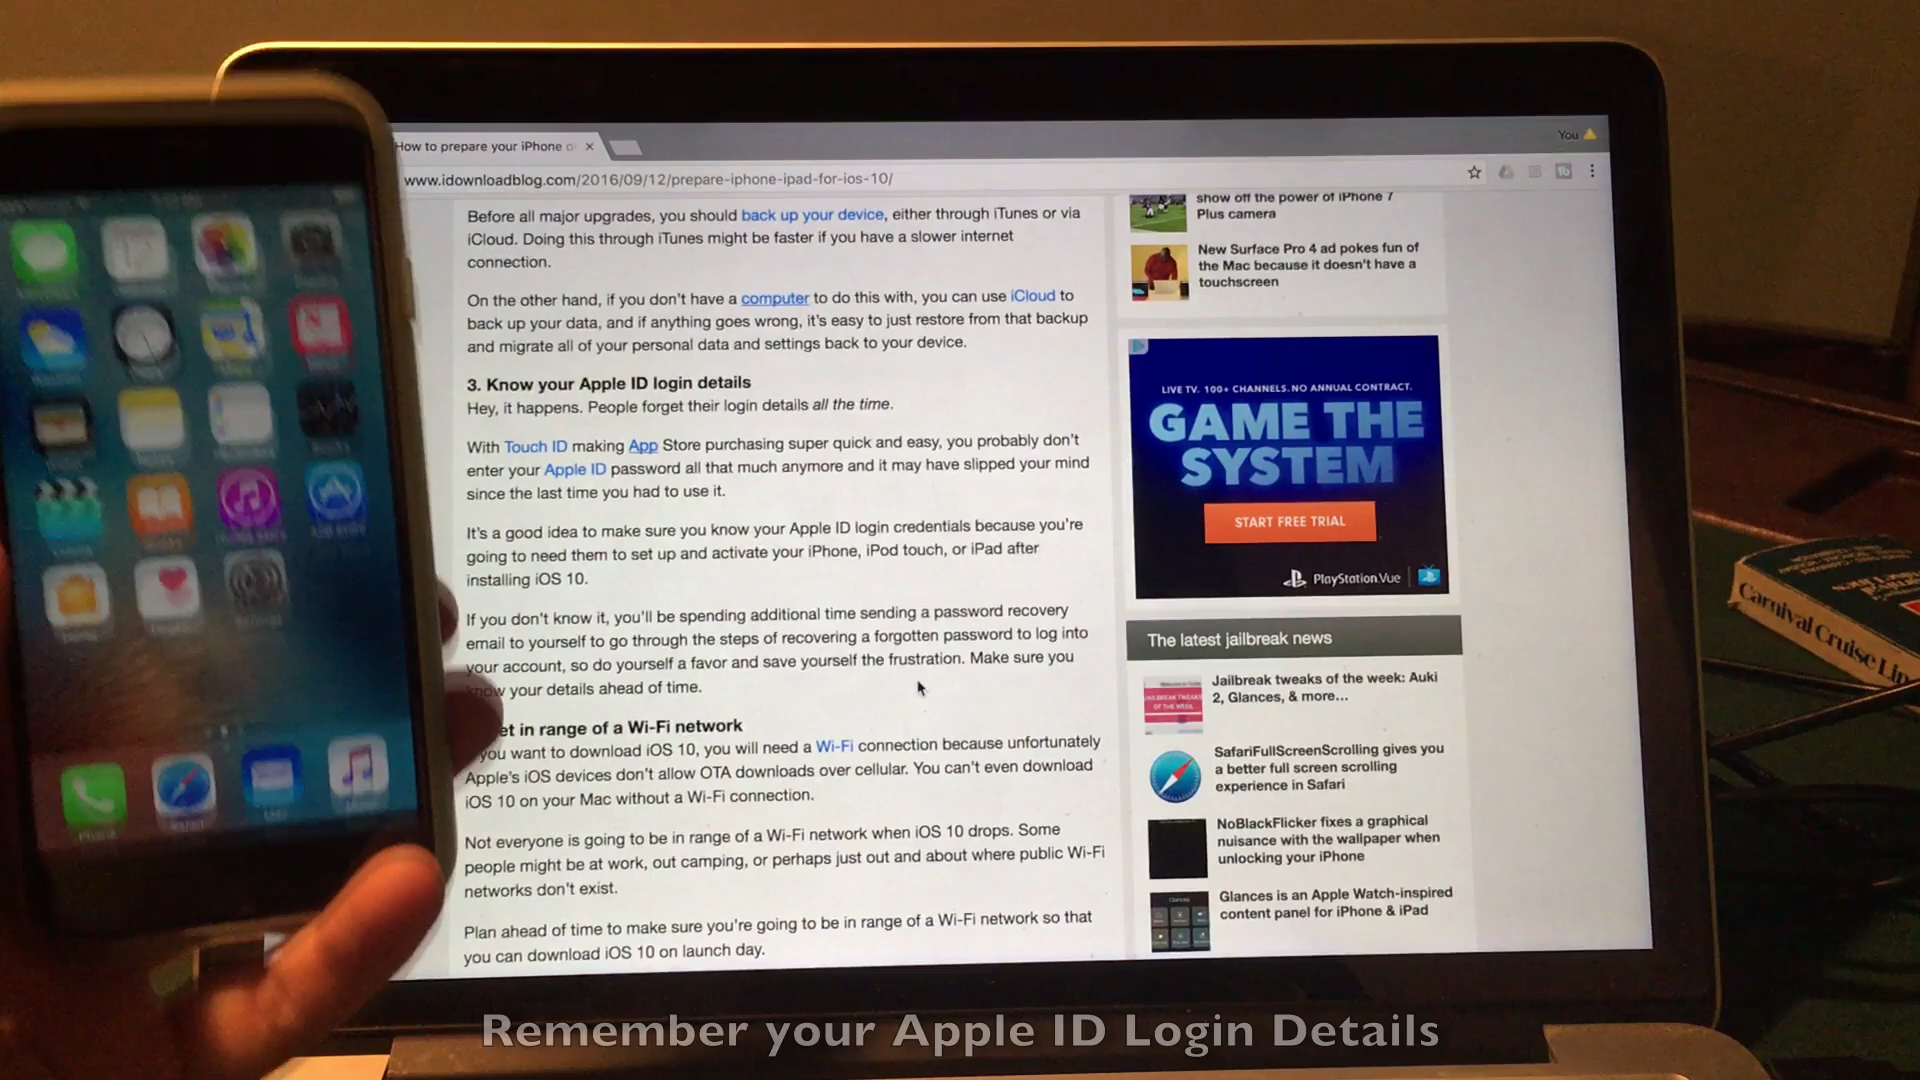 How to prepare your iPhone o
You
www.idownloadblog.com/2016/09/12/prepare-iphone-ipad-for-ios-10/
Before all major upgrades, you should back up your device, either through iTunes or via
iCloud. Doing this through iTunes might be faster if you have a slower internet
connection.
On the other hand, if you don't have a computer to do this with, you can use iCloud to
back up your data, and if anything goes wrong, it's easy to just restore from that backup
and migrate all of your personal data and settings back to your device.
3. Know your Apple ID login details
Hey, it happens. People forget their login details all the time.
With Touch ID making App Store purchasing super quick and easy, you probably don't
enter your Apple ID password all that much anymore and it may have slipped your mind
since the last time you had to use it.
It's a good idea to make sure you know your Apple ID login credentials because you're
going to need them to set up and activate your iPhone, iPod touch, or iPad after
installing iOS 10.
If you don't know it, you'll be spending additional time sending a password recovery
email to yourself to go through the steps of recovering a forgotten password to log into
your account, so do yourself a favor and save yourself the frustration. Make sure you
know your details ahead of time.
et in range of a Wi-Fi network
you want to download iOS 10, you will need a Wi-Fi connection because unfortunately
Apple's iOS devices don't allow OTA downloads over cellular. You can't even download
iOS 10 on your Mac without a Wi-Fi connection.
Not everyone is going to be in range of a Wi-Fi network when iOS 10 drops. Some
people might be at work, out camping, or perhaps just out and about where public Wi-Fi
networks don't exist.
Plan ahead of time to make sure you're going to be in range of a Wi-Fi network so that
you can download iOS 10 on launch day.
show off the power of iPhone 7
Plus camera
New Surface Pro 4 ad pokes fun of
the Mac because it doesn't have a
touchscreen
LIVE TV. 100+ CHANNELS. NO ANNUAL CONTRACT.
GAME THE
SYSTEM
START FREE TRIAL
PlayStation Vue
The latest jailbreak news
JAILBREAK TWEAKS
OF THE WEEK
Jailbreak tweaks of the week: Auki
2, Glances, & more...
SafariFullScreenScrolling gives you
a better full screen scrolling
experience in Safari
NoBlackFlicker fixes a graphical
nuisance with the wallpaper when
unlocking your iPhone
Glances is an Apple Watch-inspired
content panel for iPhone & iPad
Phone
Carnival Cruise Lin
Remember your Apple ID Login Details